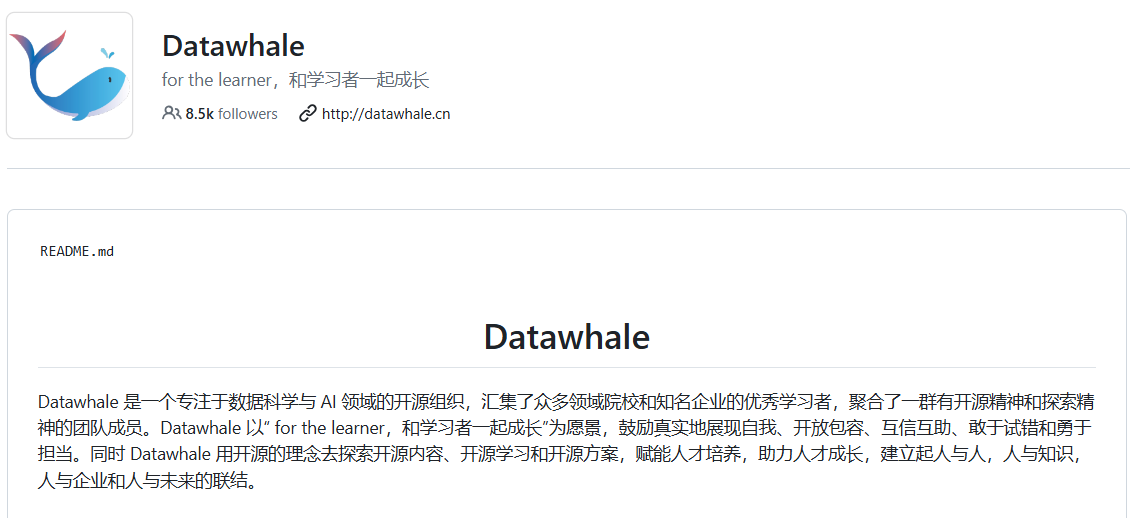 Datawhale
for the learner，和学习者一起成长
8.5k followers http://datawhale.cn
README.md
Datawhale
Datawhale 是一个专注于数据科学与 AI 领域的开源组织，汇集了众多领域院校和知名企业的优秀学习者，聚合了一群有开源精神和探索精
神的团队成员。Datawhale 以” for the learner，和学习者一起成长”为愿景，鼓励真实地展现自我、开放包容、互信互助、敢于试错和勇于
担当。同时 Datawhale 用开源的理念去探索开源内容、开源学习和开源方案，赋能人才培养，助力人才成长，建立起人与人，人与知识，
人与企业和人与未来的联结。